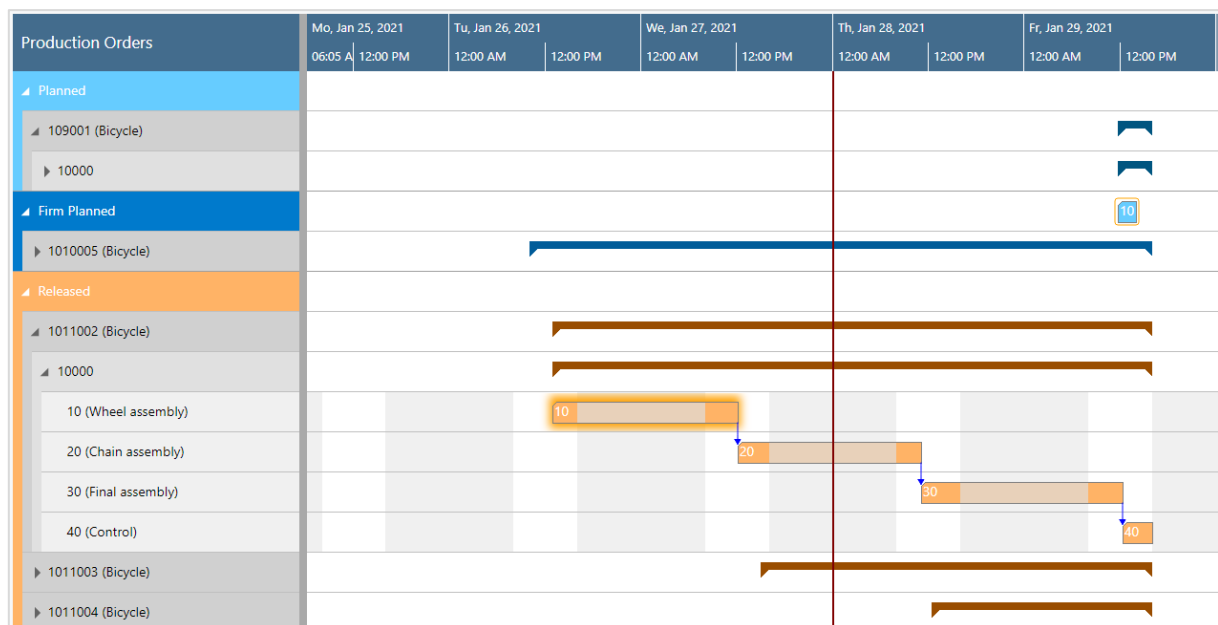 Production Orders
Mo, Jan 25, 2021 Tu, Jan 26, 2021 We, Jan 27, 2021 Th, Jan 28, 2021 Fr, Jan 29, 2021
06:05 A 12:00 PM 12:00 AM 12:00 PM 12:00 AM 12:00 PM 12:00 AM 12:00 PM 12:00 AM 12:00 PM
Planned
109001 (Bicycle)
10000
Firm Planned 10
1010005 (Bicycle)
Released
1011002 (Bicycle)
10000
10 (Wheel assembly) 10
20 (Chain assembly) 20
30 (Final assembly) 30
40 (Control) 40
1011003 (Bicycle)
1011004 (Bicycle)